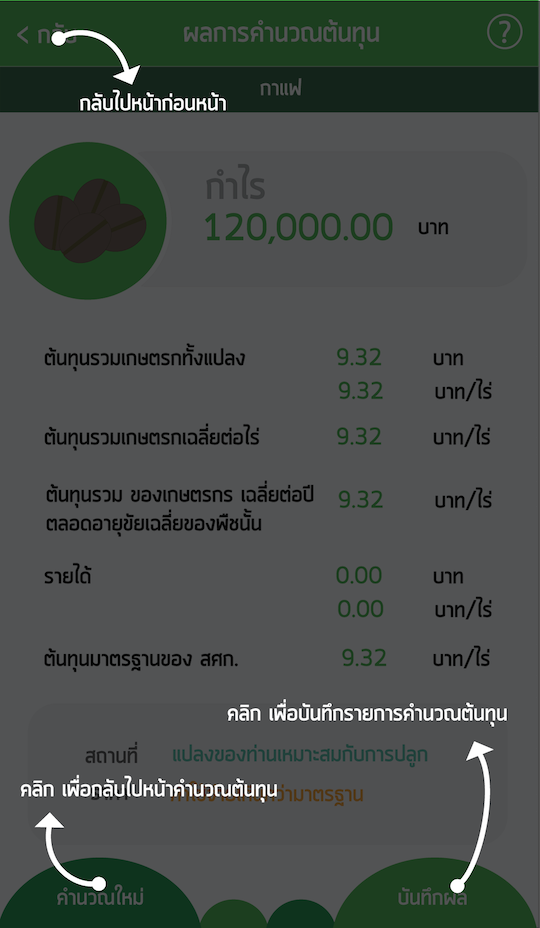 < กลับ ผลการคำนวณต้นทุน ?
กลับไปหน้าก่อนหน้า
กาแฟ
กำไร
120,000.00 บาท
ต้นทุนรวมเกษตรกทั้งแปลง 9.32 บาท
9.32 บาท/ไร่
ต้นทุนรวมเกษตรกเฉลี่ยต่อไร่ 9.32 บาท/ไร่
ต้นทุนรวม ของเกษตรกร เฉลี่ยต่อปี 9.32 บาท/ไร่
ตลอดอายุขัยเฉลี่ยของพืชนั้น
รายได้ 0.00 บาท
0.00 บาท/ไร่
ต้นทุนมาตรฐานของ สศก. 9.32 บาท/ไร่
คลิก เพื่อบันทึกรายการคำนวณต้นทุน
สถานที่ แปลงของท่านเหมาะสมกับการปลูก
คลิก เพื่อกลับไปหน้าคำนวณต้นทุน
กว่ามาตรฐาน
คำนวณใหม่ บันทึกผล